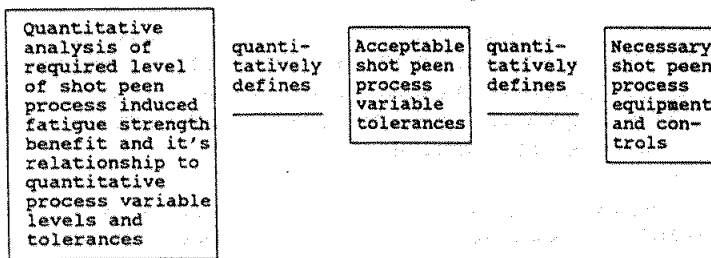 Quantitative
analysis of
required level
of shot peen
process induced
fatigue strength
benefit and it's
relationship to
quantitative
process variable
levels and
tolerances
quanti-
tatively
defines
Acceptable
shot peen
process
variable
tolerances
quanti-
tatively
defines
Necessary
shot peen
process
equipment
and con-
trols